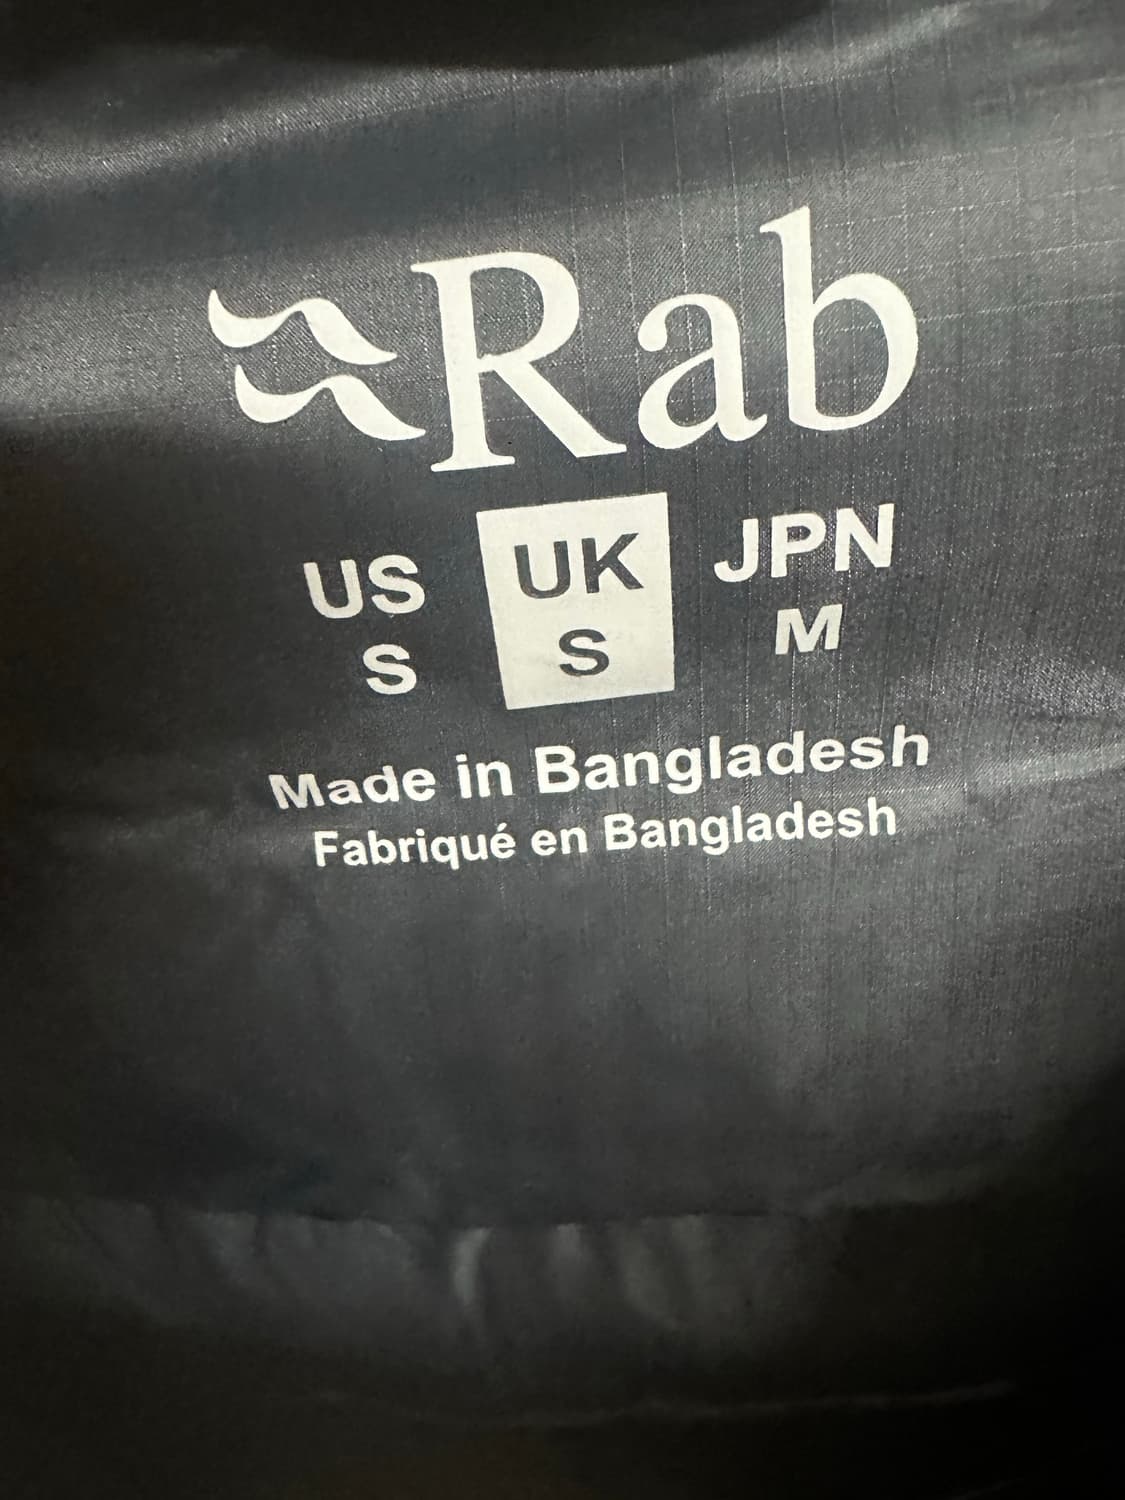 Rab
US UK JPN
S S M
Made in Bangladesh
Fabriqué en Bangladesh